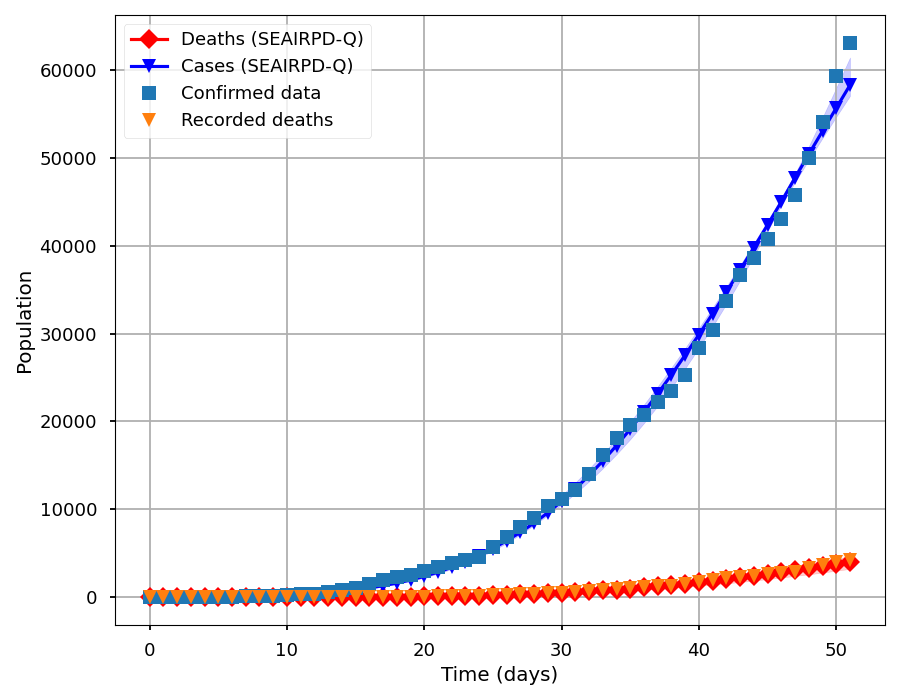 Deaths (SEAIRPD-Q)
Cases (SEAIRPD-Q)
Confirmed data
Recorded deaths
60000
50000
40000
30000
20000
10000
0
Population
0 10 20 30 40 50
Time (days)